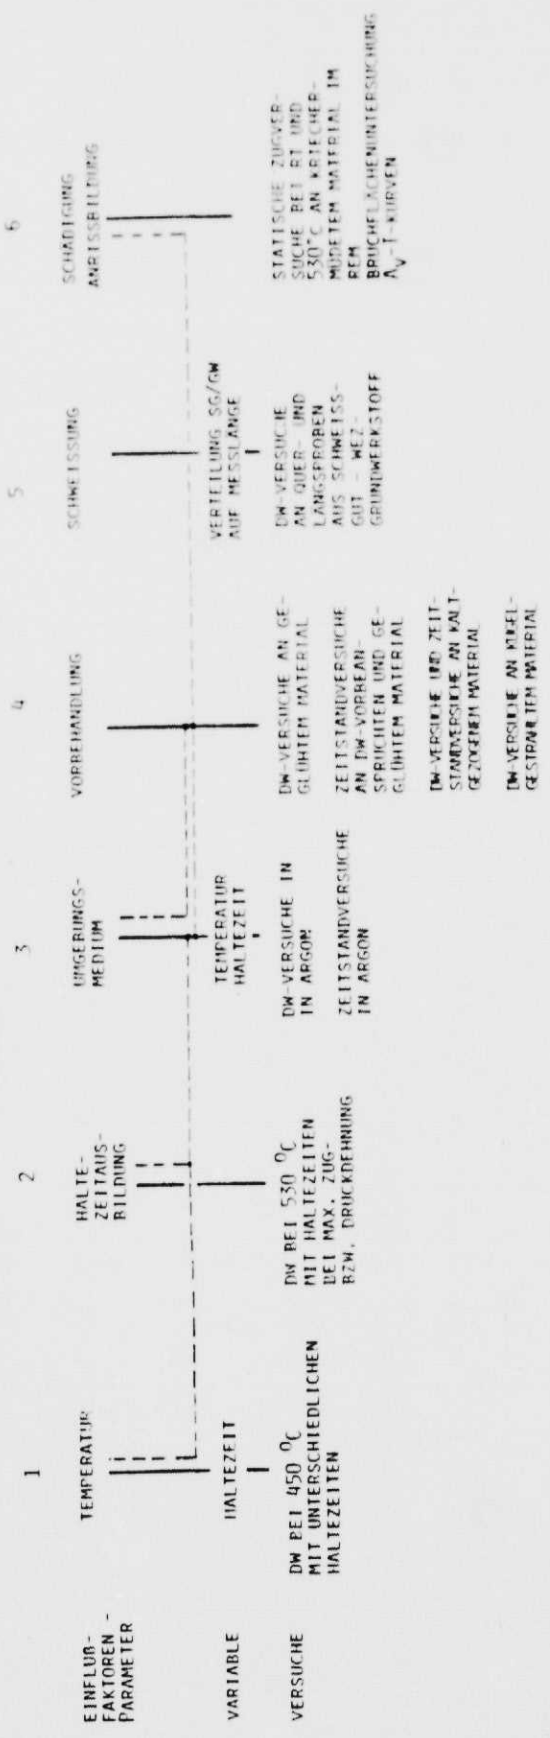 1
2
3
4
5
6
EINFLUß-
FAKTOREN -
PARAMETER
TEMPERATUR
HALTE-
ZEITAUS-
BILDUNG
UMGEBUNGS-
MEDIUM
VORBEHANDLUNG
SCHWEISSUNG
SCHÄDIGUNG
ANRISSBILDUNG
VARIABLE
HALTEZEIT
TEMPERATUR
HALTEZEIT
VERTEILUNG SG/GW
AUF MESSLÄNGE
VERSUCHE
DW BEI 450 °C
MIT UNTERSCHIEDLICHEN
HALTEZEITEN
DW BEI 530 °C
MIT HALTEZEITEN
BEI MAX. ZUG-
BZW. DRUCKDEHNUNG
DW-VERSUCHE IN
IN ARGON
ZEITSTANDVERSUCHE
IN ARGON
DW-VERSUCHE AN GE-
GLÜHTEM MATERIAL
ZEITSTANDVERSUCHE
AN DW-VORBEAN-
SPRUCHTEN UND GE-
GLÜHTEM MATERIAL
DW-VERSUCHE UND ZEIT-
STANDVERSUCHE AN KALT-
GEZOGENEM MATERIAL
DW-VERSUCHE AN KUGEL-
GESTRAHLTEM MATERIAL
DW-VERSUCHE
AN QUER- UND
LÄNGSPROBEN
AUS SCHWEISS-
GUT - WEZ-
GRUNDWERKSTOFF
STATISCHE ZUGVER-
SUCHE BEI RT UND
530°C AN KRIECHER-
MÜDETEM MATERIAL IM
REM
BRUCHFLÄCHENUNTERSUCHUNG
Av-T-KURVEN